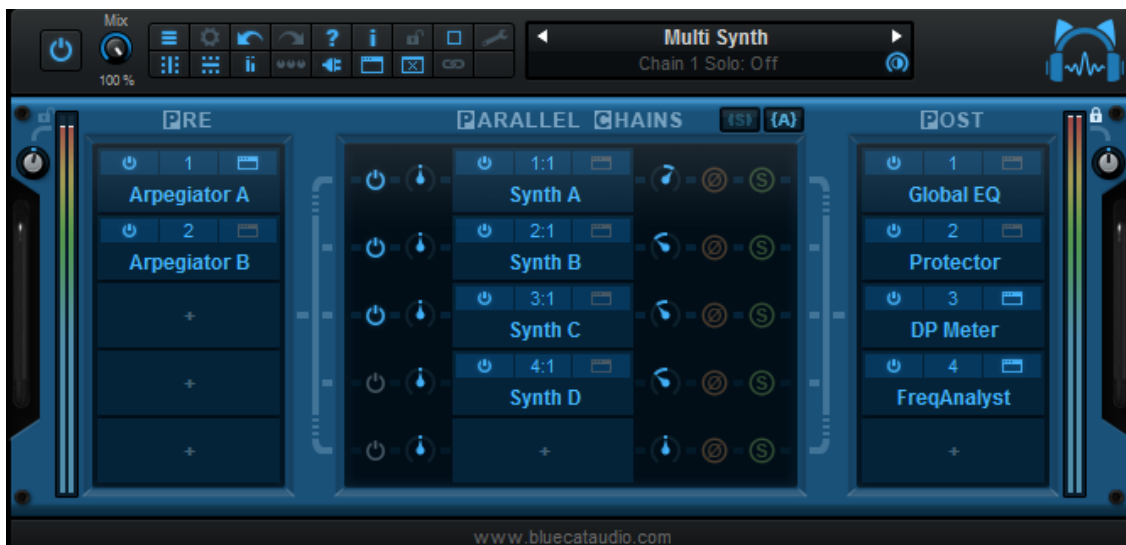 Mix
100 %
? i
Multi Synth
Chain 1 Solo: Off
PRE
PARALLEL CHAINS {S} {A}
POST
1
Arpegiator A
2
Arpegiator B
+
+
+
1:1
Synth A
Ø S
2:1
Synth B
Ø S
3:1
Synth C
Ø S
4:1
Synth D
Ø S
+
Ø S
1
Global EQ
2
Protector
3
DP Meter
4
FreqAnalyst
+
www.bluecataudio.com